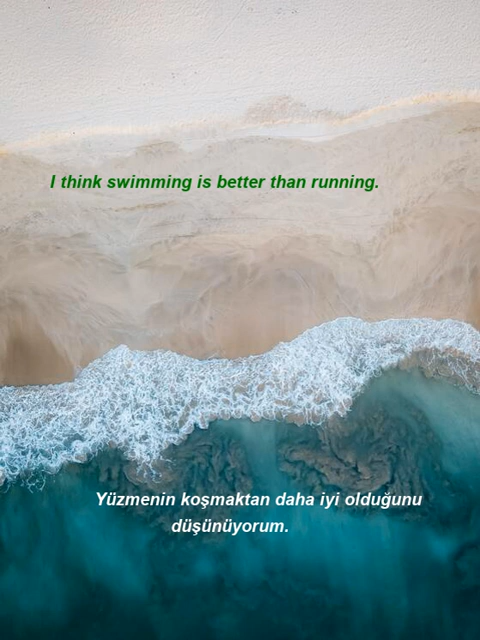 I think swimming is better than running.
Yüzmenin koşmaktan daha iyi olduğunu
düşünüyorum.